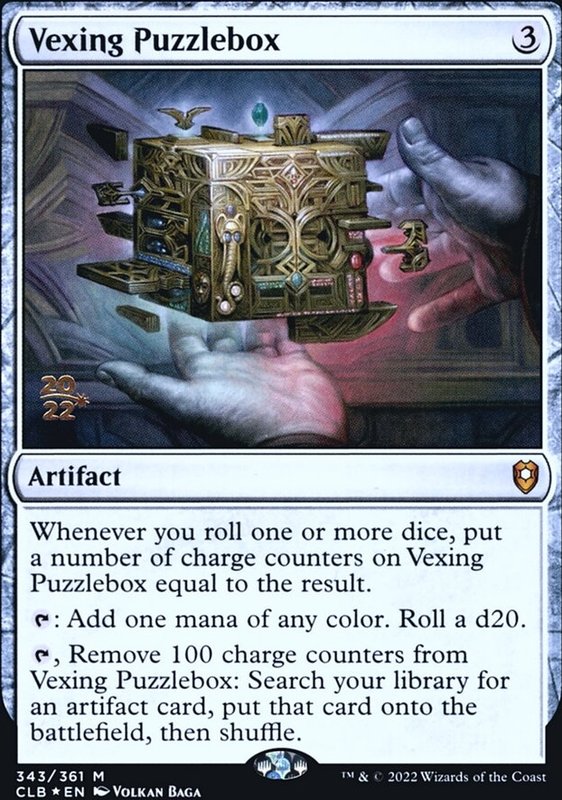 Vexing Puzzlebox 3
20
22
Artifact
Whenever you roll one or more dice, put
a number of charge counters on Vexing
Puzzlebox equal to the result.
: Add one mana of any color. Roll a d20.
, Remove 100 charge counters from
Vexing Puzzlebox: Search your library for
an artifact card, put that card onto the
battlefield, then shuffle.
343/361 M
CLB ★ EN Volkan Baga
™ & © 2022 Wizards of the Coast